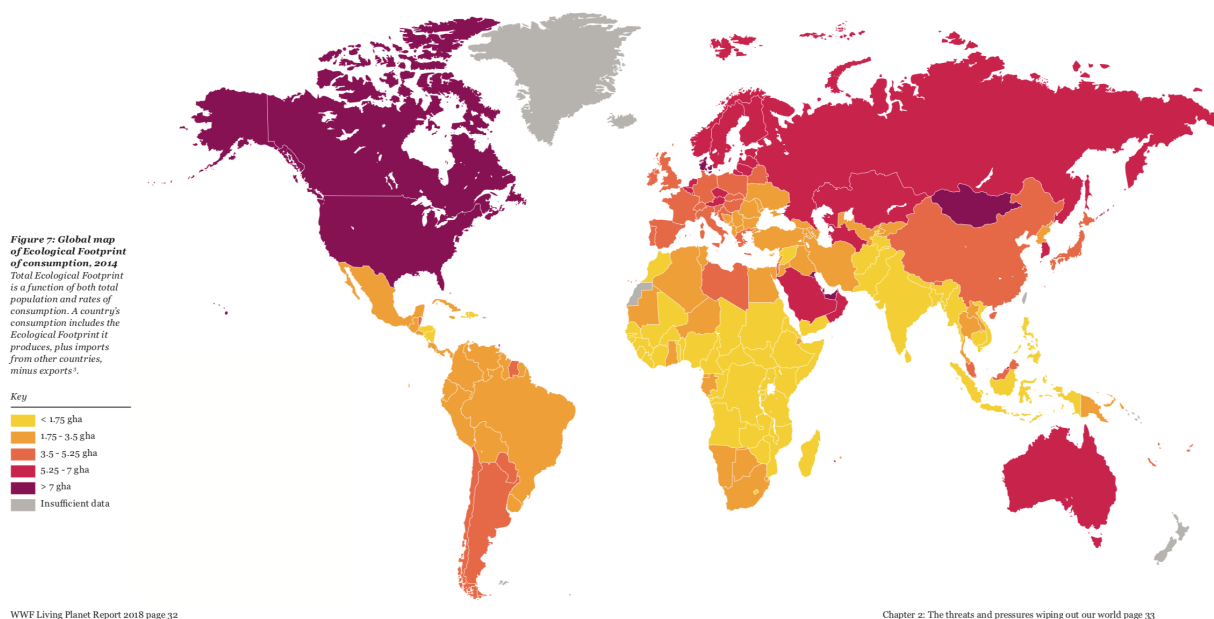 Figure 7: Global map
of Ecological Footprint
of consumption, 2014
Total Ecological Footprint
is a function of both total
population and rates of
consumption. A country's
consumption includes the
Ecological Footprint it
produces, plus imports
from other countries,
minus exports³.
Key
< 1.75 gha
1.75 - 3.5 gha
3.5 - 5.25 gha
5.25 - 7 gha
> 7 gha
Insufficient data
WWF Living Planet Report 2018 page 32
Chapter 2: The threats and pressures wiping out our world page 33